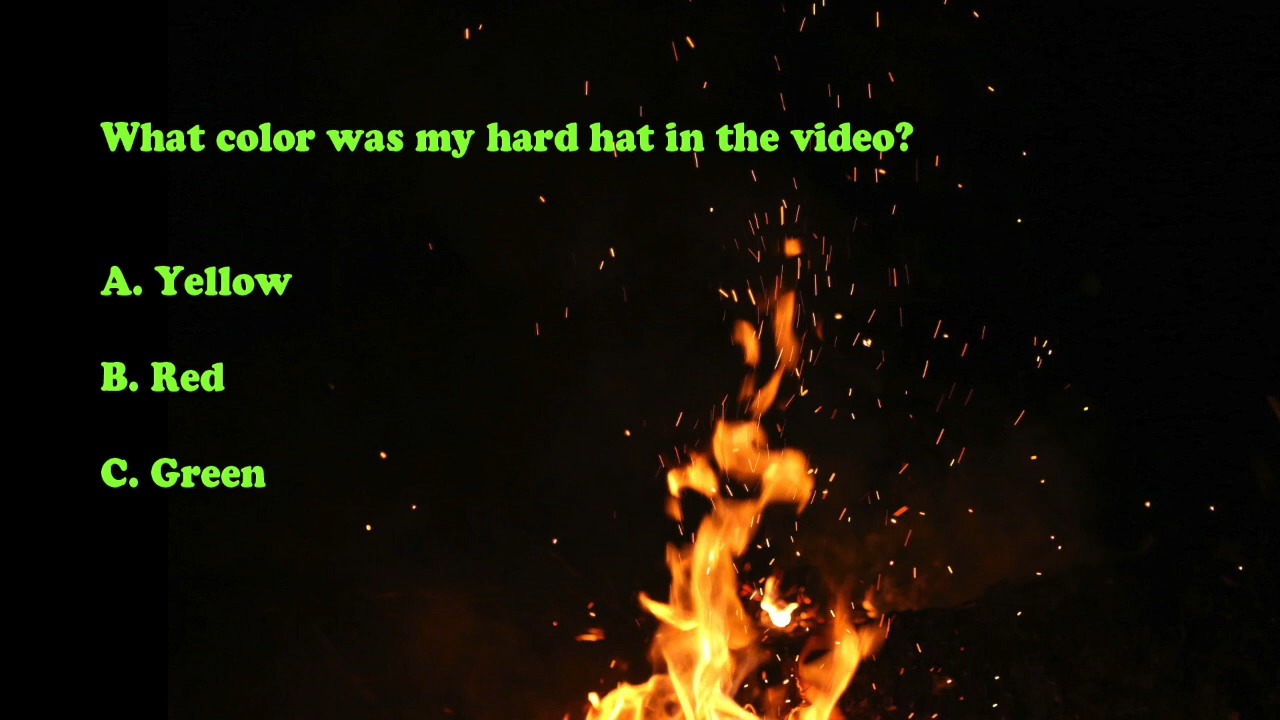 What color was my hard hat in the video?
A. Yellow
B. Red
C. Green